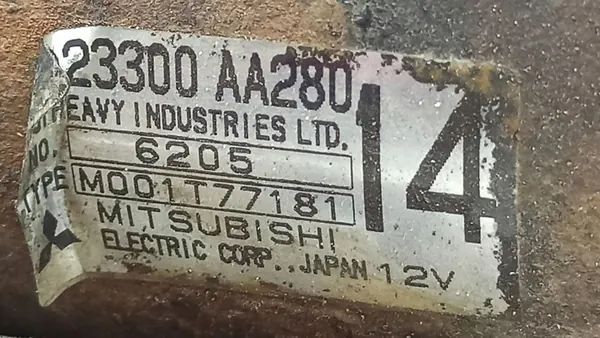 23300 AA280
14
EAVY INDUSTRIES LTD.
NO. 6205
TYPE M001T77181
MITSUBISHI
ELECTRIC CORP., JAPAN 12V